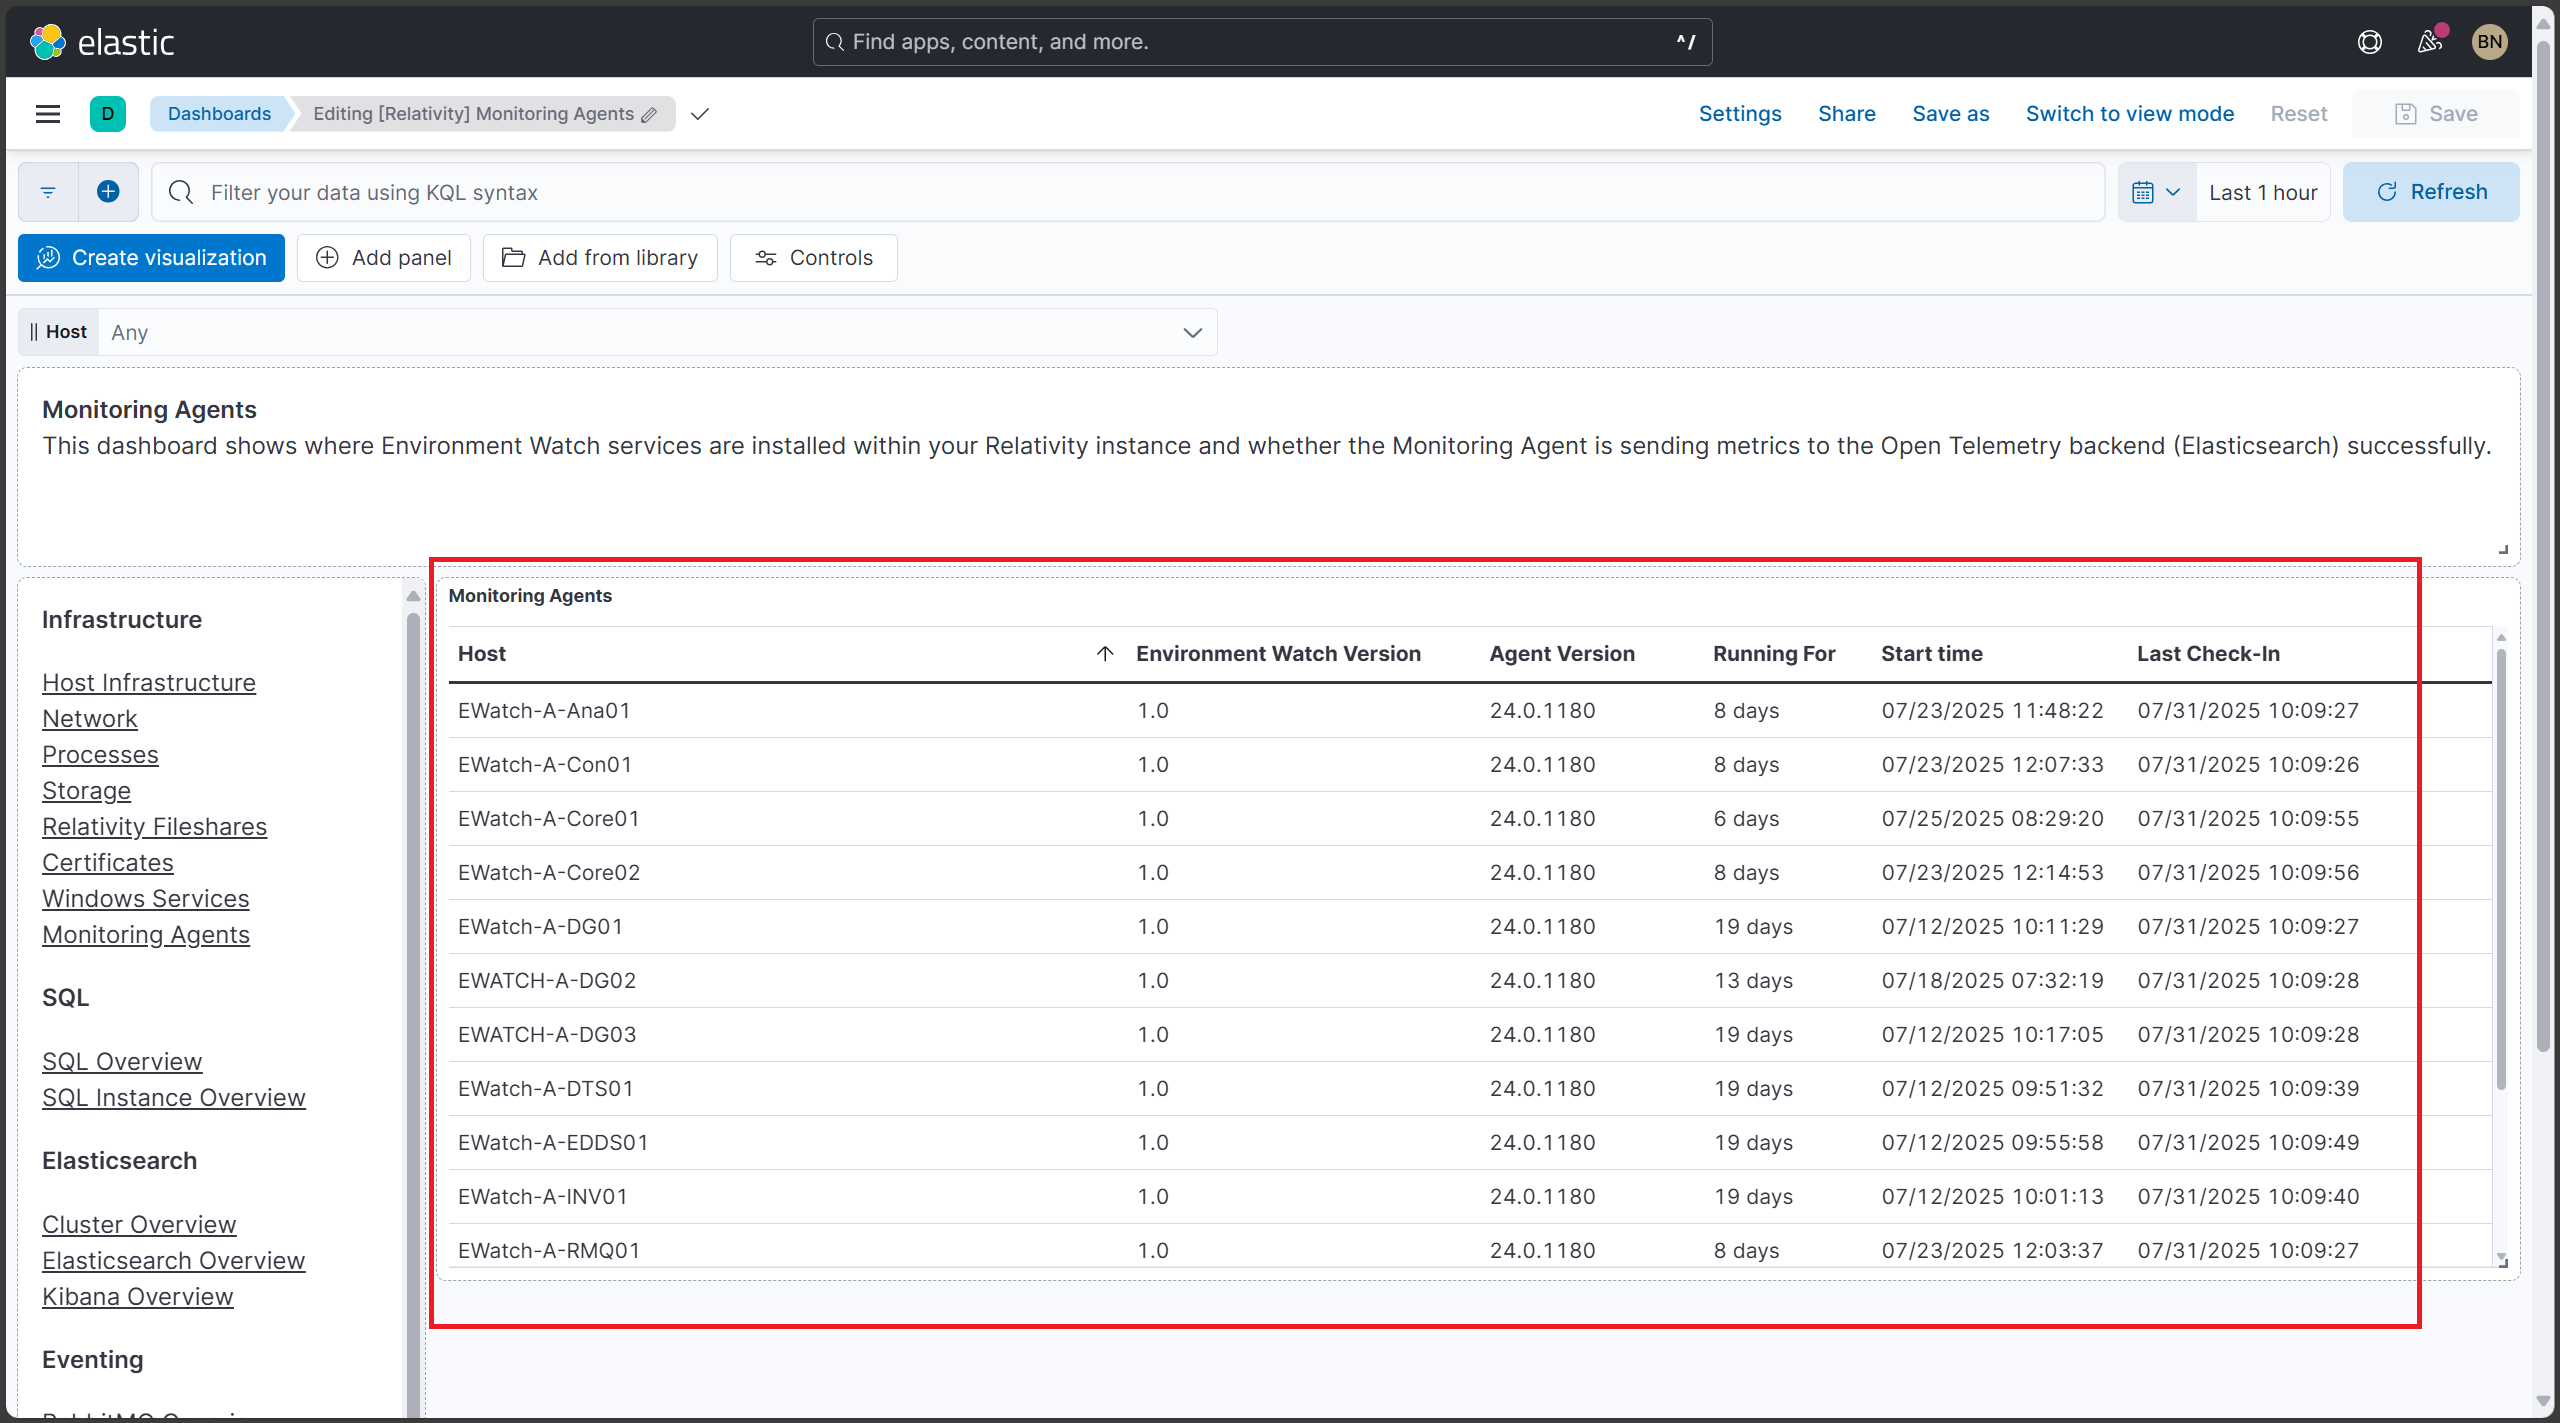 elastic
Find apps, content, and more.
^/
BN
D
Dashboards
Editing [Relativity] Monitoring Agents
Settings
Share
Save as
Switch to view mode
Reset
Save
Filter your data using KQL syntax
Last 1 hour
Refresh
Create visualization
Add panel
Add from library
Controls
Host
Any
Monitoring Agents
This dashboard shows where Environment Watch services are installed within your Relativity instance and whether the Monitoring Agent is sending metrics to the Open Telemetry backend (Elasticsearch) successfully.
Infrastructure
Host Infrastructure
Network
Processes
Storage
Relativity Fileshares
Certificates
Windows Services
Monitoring Agents
SQL
SQL Overview
SQL Instance Overview
Elasticsearch
Cluster Overview
Elasticsearch Overview
Kibana Overview
Eventing
Monitoring Agents
Host Environment Watch Version Agent Version Running For Start time Last Check-In
EWatch-A-Ana01 1.0 24.0.1180 8 days 07/23/2025 11:48:22 07/31/2025 10:09:27
EWatch-A-Con01 1.0 24.0.1180 8 days 07/23/2025 12:07:33 07/31/2025 10:09:26
EWatch-A-Core01 1.0 24.0.1180 6 days 07/25/2025 08:29:20 07/31/2025 10:09:55
EWatch-A-Core02 1.0 24.0.1180 8 days 07/23/2025 12:14:53 07/31/2025 10:09:56
EWatch-A-DG01 1.0 24.0.1180 19 days 07/12/2025 10:11:29 07/31/2025 10:09:27
EWATCH-A-DG02 1.0 24.0.1180 13 days 07/18/2025 07:32:19 07/31/2025 10:09:28
EWATCH-A-DG03 1.0 24.0.1180 19 days 07/12/2025 10:17:05 07/31/2025 10:09:28
EWatch-A-DTS01 1.0 24.0.1180 19 days 07/12/2025 09:51:32 07/31/2025 10:09:39
EWatch-A-EDDS01 1.0 24.0.1180 19 days 07/12/2025 09:55:58 07/31/2025 10:09:49
EWatch-A-INV01 1.0 24.0.1180 19 days 07/12/2025 10:01:13 07/31/2025 10:09:40
EWatch-A-RMQ01 1.0 24.0.1180 8 days 07/23/2025 12:03:37 07/31/2025 10:09:27